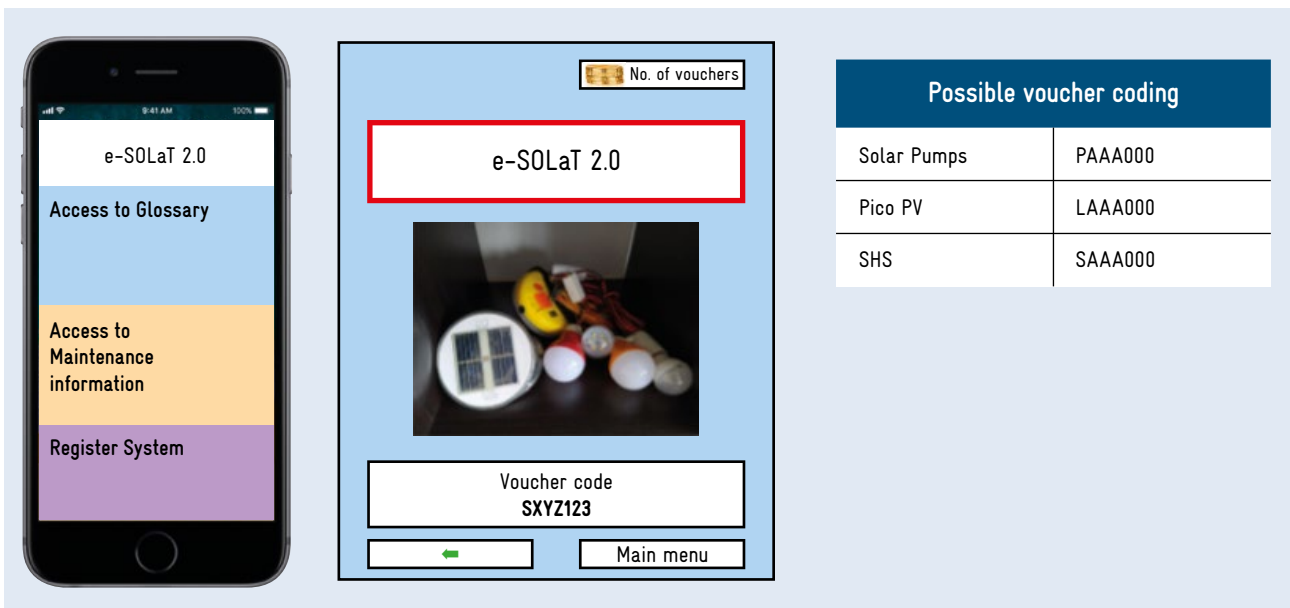 9:41 AM
100%
e-SOLaT 2.0
Access to Glossary
Access to
Maintenance
information
Register System
No. of vouchers
e-SOLaT 2.0
Voucher code
SXYZ123
Main menu
Possible voucher coding
Solar Pumps PAAA000
Pico PV LAAA000
SHS SAAA000